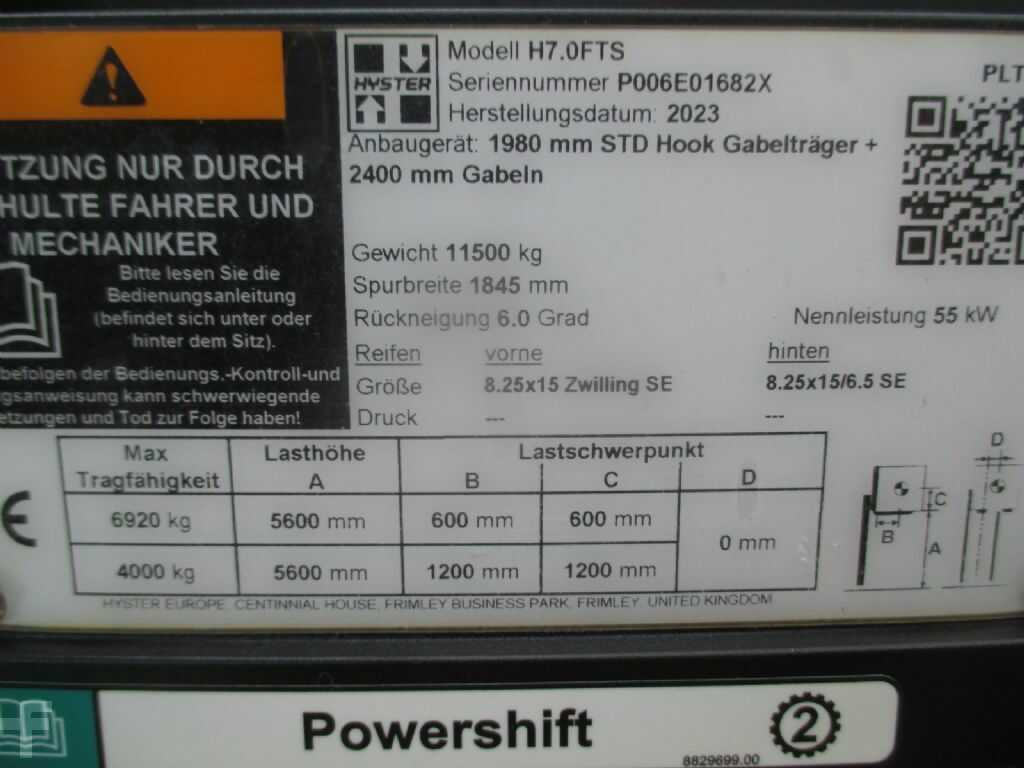 HYSTER
Modell H7.0FTS
Seriennummer P006E01682X
Herstellungsdatum: 2023
Anbaugerät: 1980 mm STD Hook Gabelträger +
2400 mm Gabeln
PLT
TZUNG NUR DURCH
HULTE FAHRER UND
MECHANIKER
Bitte lesen Sie die
Bedienungsanleitung
(befindet sich unter oder
hinter dem Sitz).
befolgen der Bedienungs,-Kontroll-und
gsanweisung kann schwerwiegende
etzungen und Tod zur Folge haben!
Gewicht 11500 kg
Spurbreite 1845 mm
Rückneigung 6.0 Grad
Nennleistung 55 kW
Reifen vorne hinten
Größe 8.25x15 Zwilling SE 8.25x15/6.5 SE
Druck --- ---
Max Lasthöhe Lastschwerpunkt
Tragfähigkeit A B C D
6920 kg 5600 mm 600 mm 600 mm
0 mm
4000 kg 5600 mm 1200 mm 1200 mm
D
C
B
A
CE
HYSTER EUROPE, CENTINNIAL HOUSE, FRIMLEY BUSINESS PARK, FRIMLEY, UNITED KINGDOM
Powershift 2
8829699.00